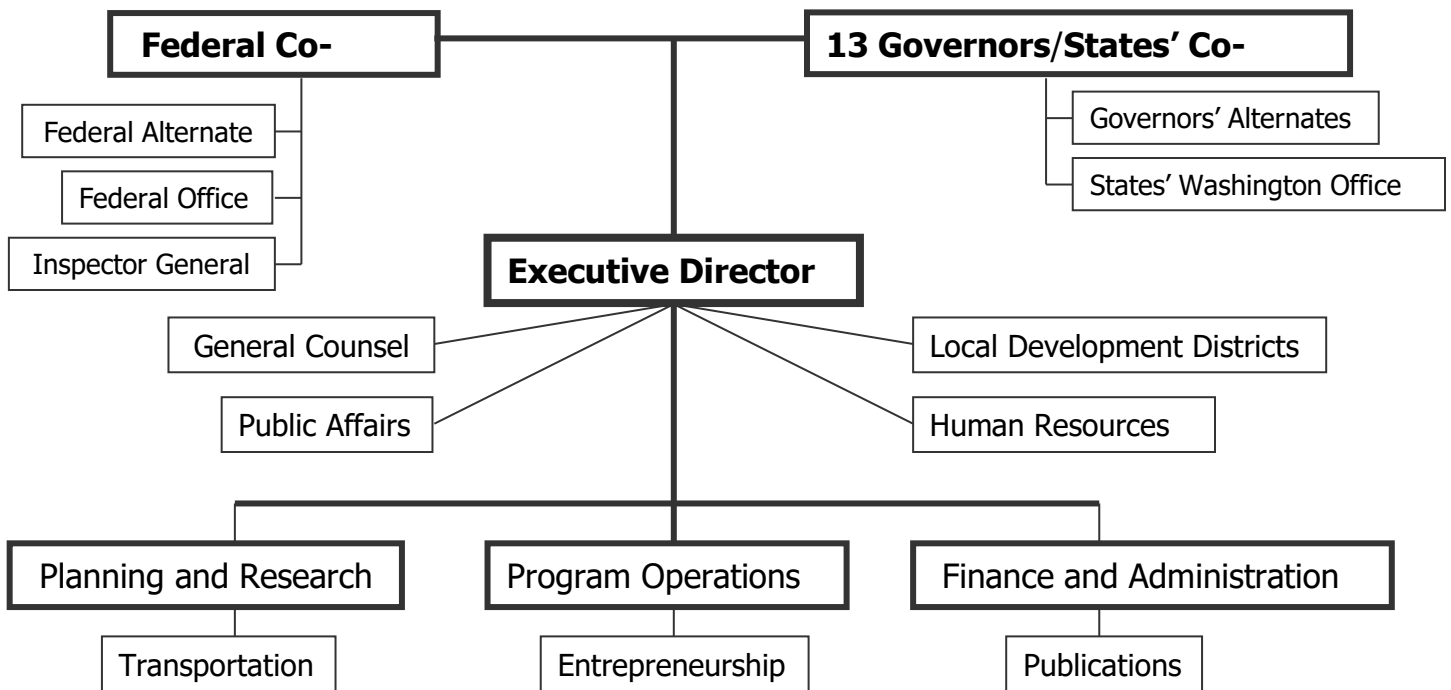 Federal Co-
13 Governors/States’ Co-
Federal Alternate
Governors’ Alternates
Federal Office
States’ Washington Office
Inspector General
Executive Director
General Counsel
Local Development Districts
Public Affairs
Human Resources
Planning and Research
Program Operations
Finance and Administration
Transportation
Entrepreneurship
Publications